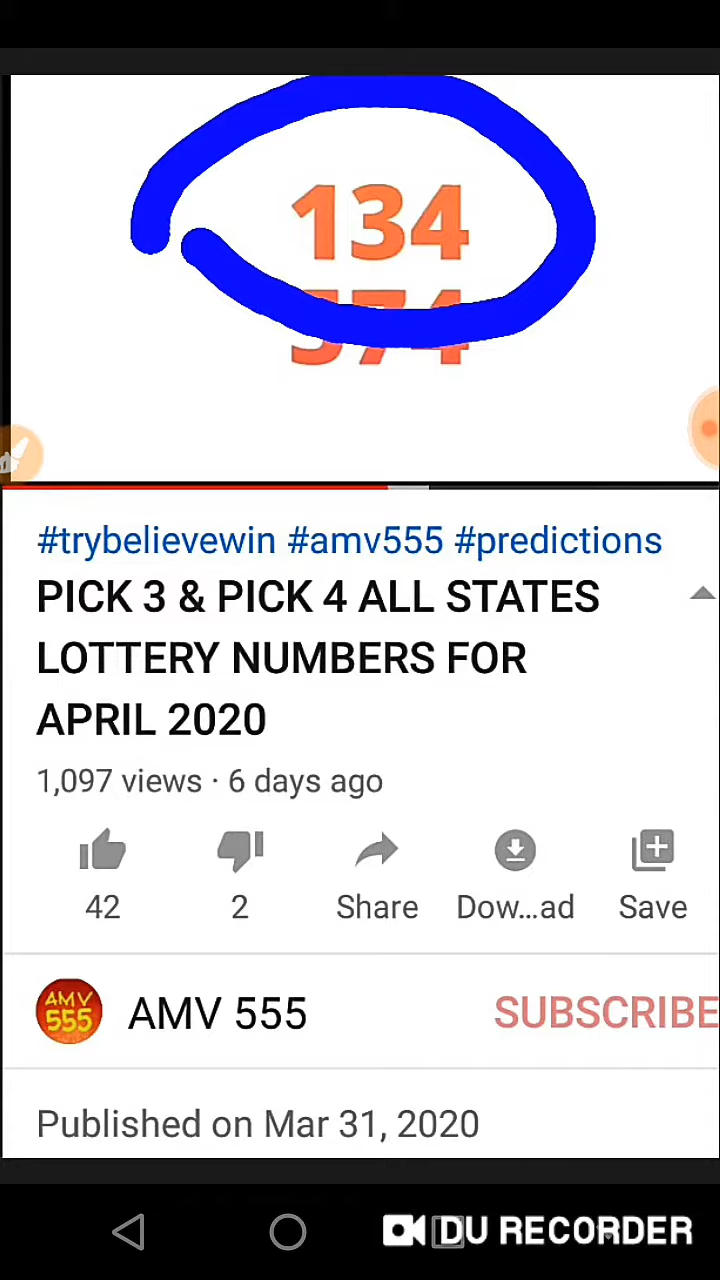 134
574
#trybelievewin #amv555 #predictions
PICK 3 & PICK 4 ALL STATES
LOTTERY NUMBERS FOR
APRIL 2020
1,097 views · 6 days ago
42
2
Share
Dow...ad
Save
AMV
555
AMV 555
SUBSCRIBE
Published on Mar 31, 2020
DU RECORDER